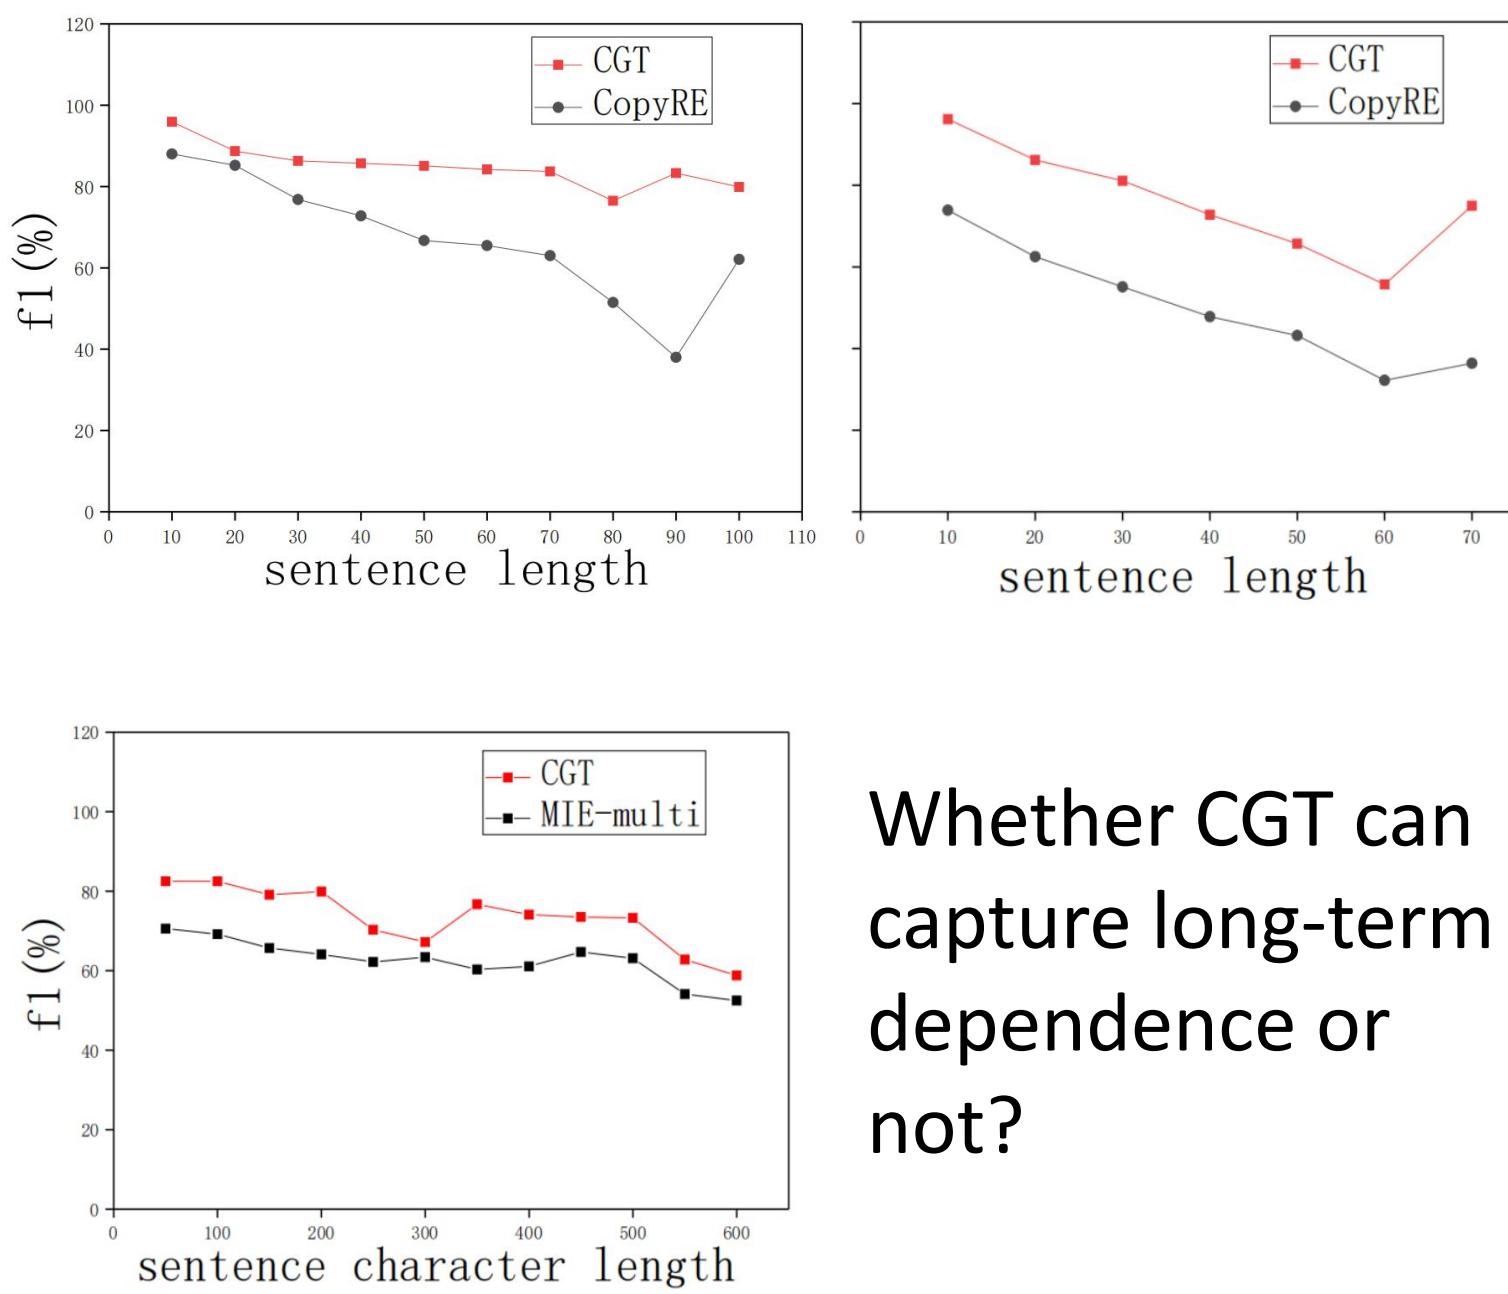 120
100
80
60
40
20
0
f1(%)
CGT
CopyRE
0 10 20 30 40 50 60 70 80 90 100 110
sentence length
CGT
CopyRE
0 10 20 30 40 50 60 70
sentence length
120
100
80
60
40
20
0
f1(%)
CGT
MIE-multi
0 100 200 300 400 500 600
sentence character length
Whether CGT can
capture long-term
dependence or
not?